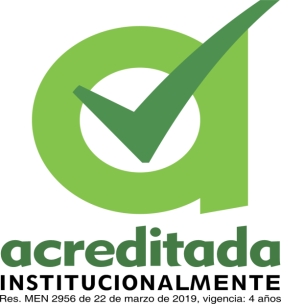 acreditada
INSTITUCIONALMENTE
Res. MEN 2956 de 22 de marzo de 2019, vigencia: 4 años